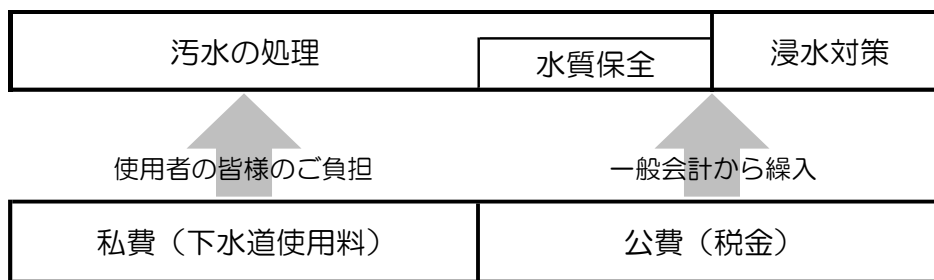 汚水の処理
水質保全
浸水対策
使用者の皆様のご負担
一般会計から繰入
私費（下水道使用料）
公費（税金）